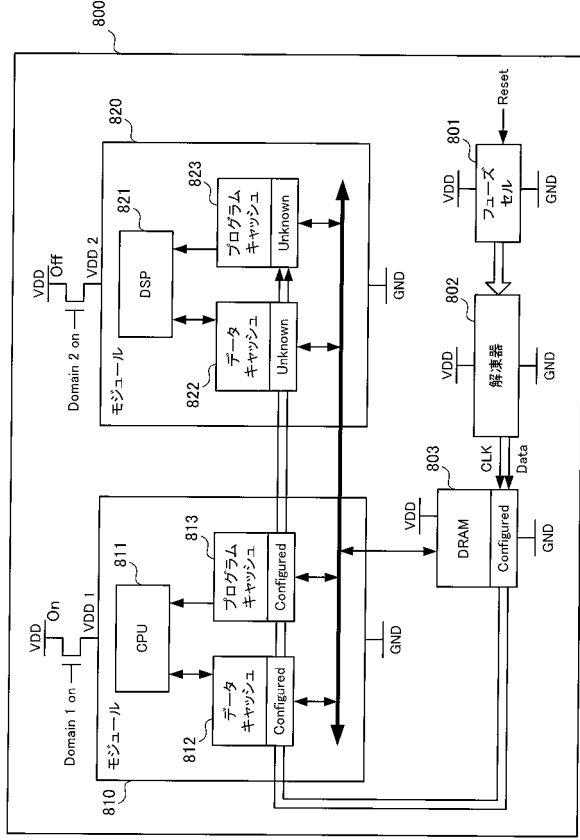 800
VDD
On
Domain 1 on
VDD 1
810
モジュール
811
CPU
812
データ
キャッシュ
Configured
813
プログラム
キャッシュ
Configured
GND
VDD
Off
Domain 2 on
VDD 2
820
モジュール
821
DSP
822
データ
キャッシュ
Unknown
823
プログラム
キャッシュ
Unknown
GND
803
VDD
DRAM
Configured
GND
CLK
Data
802
VDD
解凍器
GND
801
VDD
フューズ
セル
GND
Reset